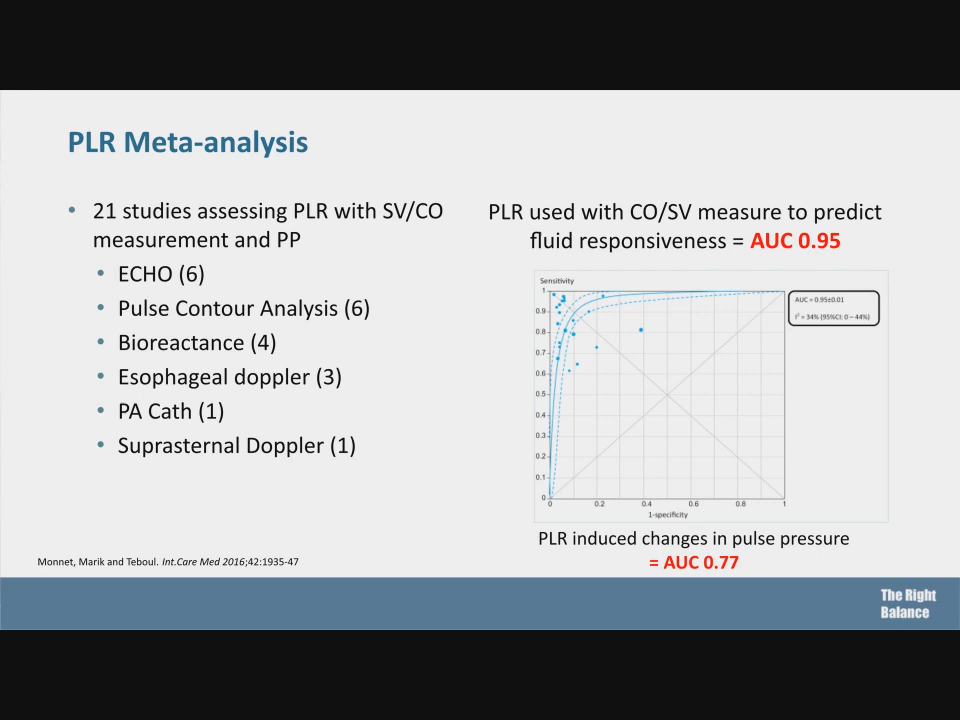 PLR Meta-analysis
• 21 studies assessing PLR with SV/CO
measurement and PP
• ECHO (6)
• Pulse Contour Analysis (6)
• Bioreactance (4)
• Esophageal doppler (3)
• PA Cath (1)
• Suprasternal Doppler (1)
PLR used with CO/SV measure to predict
fluid responsiveness = AUC 0.95
Sensitivity
1
0.9
0.8
0.7
0.6
0.5
0.4
0.3
0.2
0.1
0
0 0.2 0.4 0.6 0.8 1
1-specificity
AUC = 0.95±0.01
I² = 34% (95%CI: 0 – 44%)
PLR induced changes in pulse pressure
= AUC 0.77
Monnet, Marik and Teboul. Int.Care Med 2016;42:1935-47
The Right
Balance